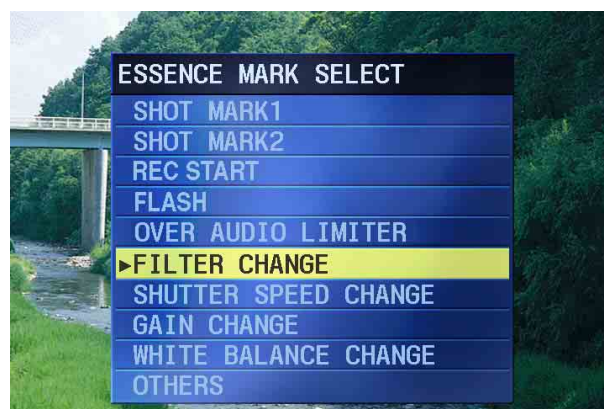 ESSENCE MARK SELECT
SHOT MARK1
SHOT MARK2
REC START
FLASH
OVER AUDIO LIMITER
►FILTER CHANGE
SHUTTER SPEED CHANGE
GAIN CHANGE
WHITE BALANCE CHANGE
OTHERS